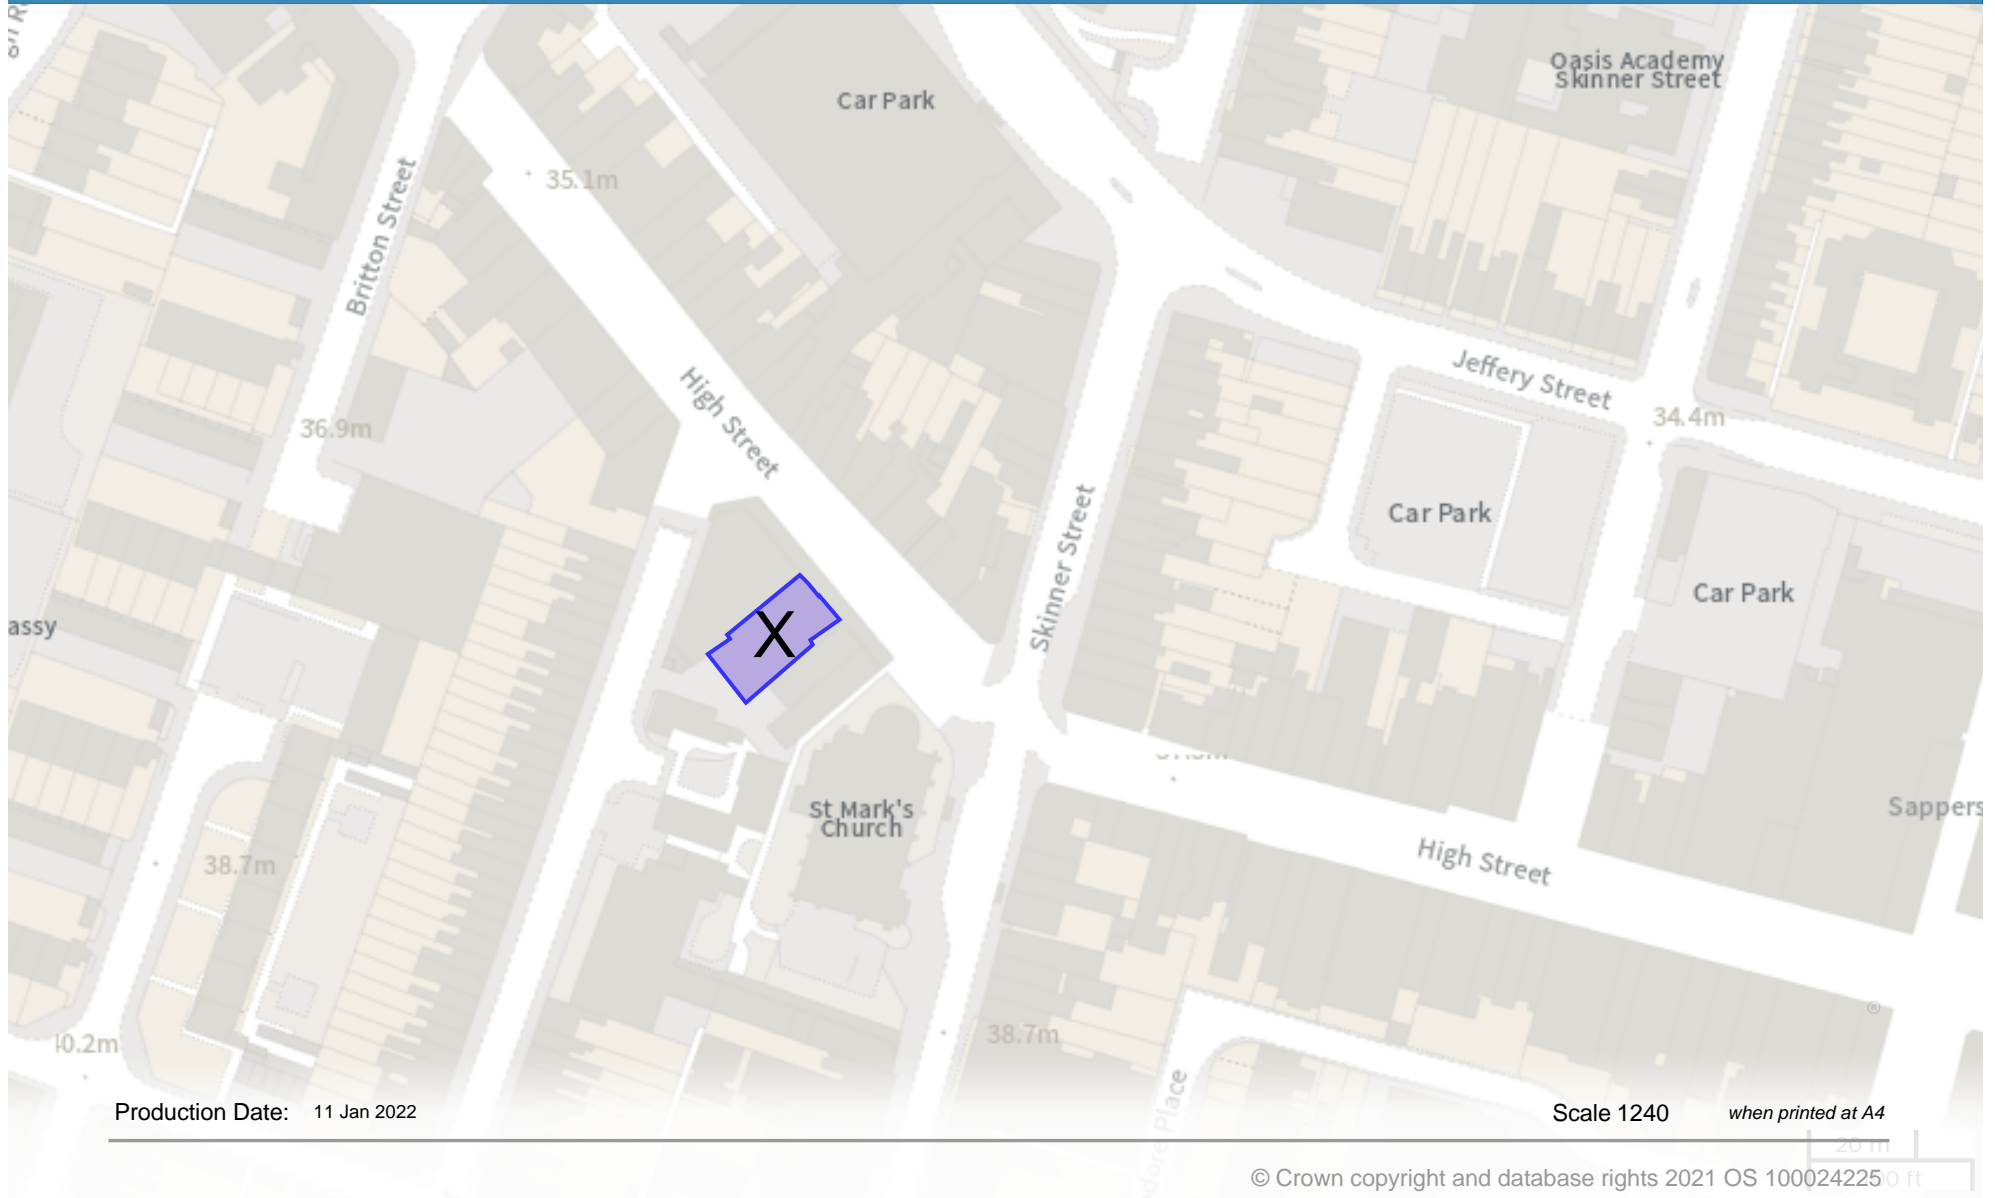 Oasis Academy
Skinner Street
Car Park
35.1m
Britton Street
High Street
Jeffery Street
34.4m
36.9m
Car Park
Skinner Street
Car Park
assy
X
St Mark's
Church
Sappers
High Street
38.7m
38.7m
®
Production Date: 11 Jan 2022
Scale 1240 when printed at A4
20 m
© Crown copyright and database rights 2021 OS 100024225